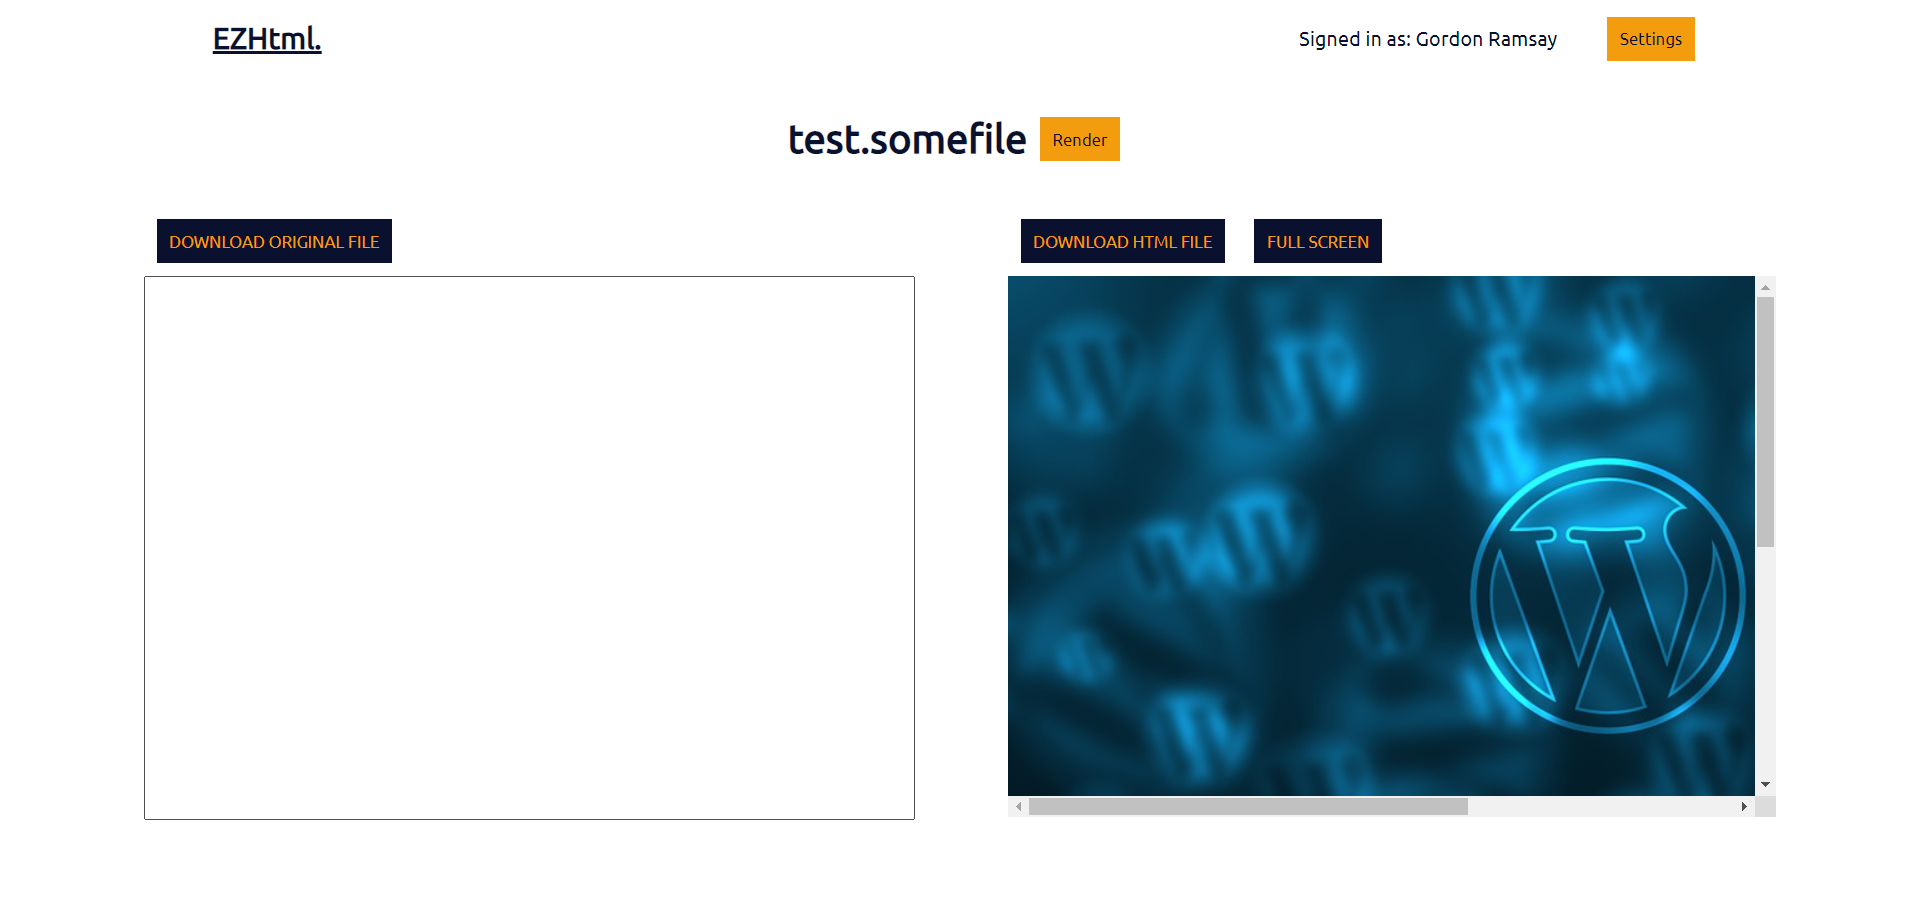 EZHtml.
Signed in as: Gordon Ramsay
Settings
test.somefile
Render
DOWNLOAD ORIGINAL FILE
DOWNLOAD HTML FILE
FULL SCREEN